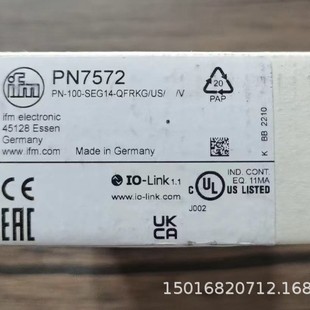 ifm
PN7572
PN-100-SEG14-QFRKG/US/ /V
ifm electronic
45128 Essen
Germany
www.ifm.com
Made in Germany
20
PAP
K BB 2210
CE
IO-Link 1.1
www.io-link.com
C UL US LISTED
IND. CONT.
EQ. 11MA
J002
EAC
UK
CA
15016820712.168